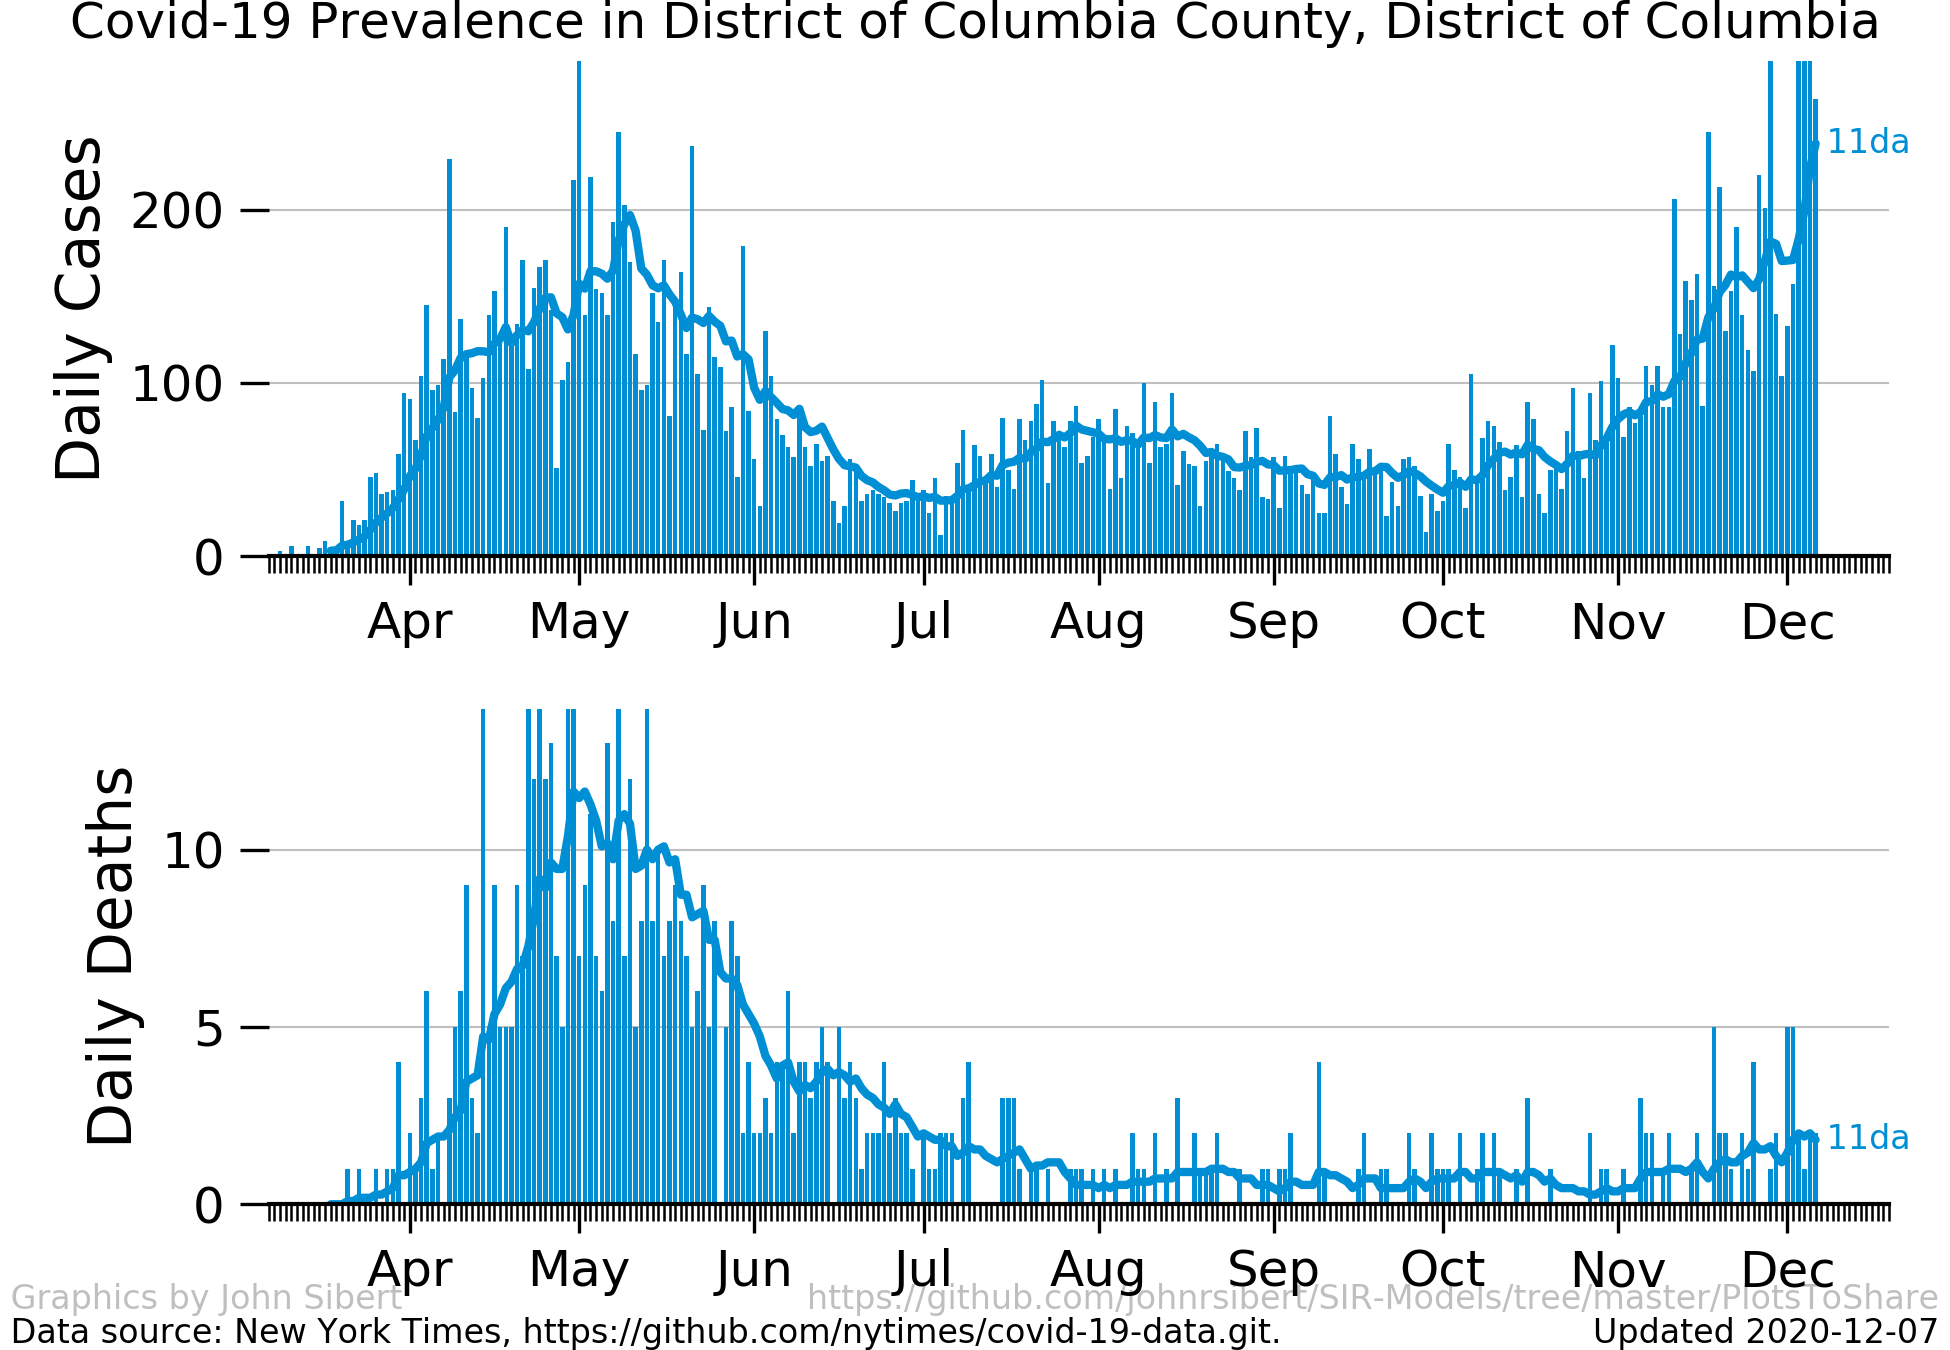 Covid-19 Prevalence in District of Columbia County, District of Columbia
Daily Cases
200
100
0
11da
Apr May Jun Jul Aug Sep Oct Nov Dec
Daily Deaths
10
5
0
11da
Apr May Jun Jul Aug Sep Oct Nov Dec
Graphics by John Sibert https://github.com/johnrsibert/SIR-Models/tree/master/PlotsToShare
Data source: New York Times, https://github.com/nytimes/covid-19-data.git. Updated 2020-12-07